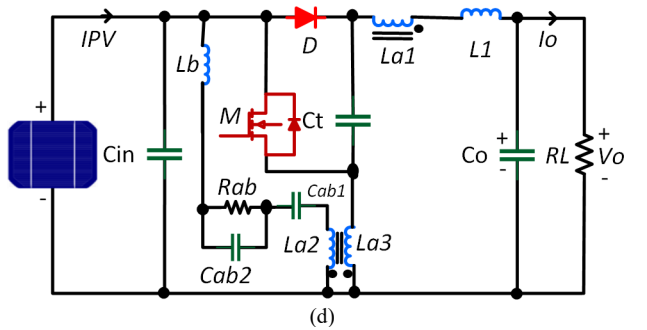 IPV
Lb
D
La1
L1
Io
+
-
Cin
M
Ct
Rab
Cab1
Cab2
La2
La3
Co
+
-
RL
+
Vo
-
(d)